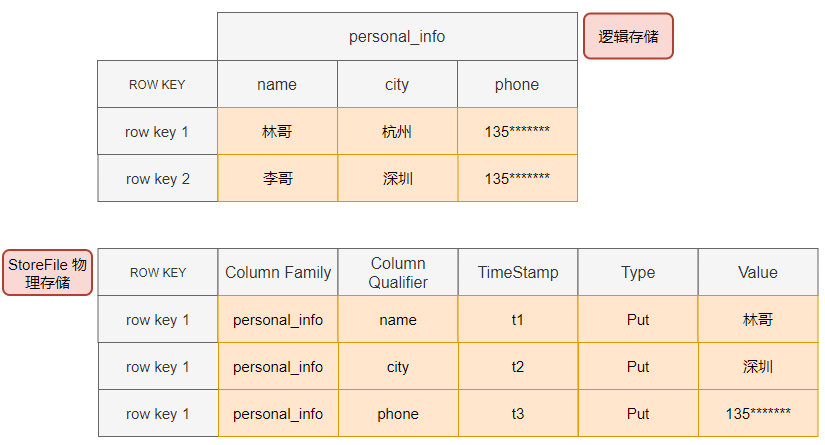 personal_info
逻辑存储
ROW KEY name city phone
row key 1 林哥 杭州 135*******
row key 2 李哥 深圳 135*******
StoreFile 物
理存储
ROW KEY Column Family Column
Qualifier TimeStamp Type Value
row key 1 personal_info name t1 Put 林哥
row key 1 personal_info city t2 Put 深圳
row key 1 personal_info phone t3 Put 135*******